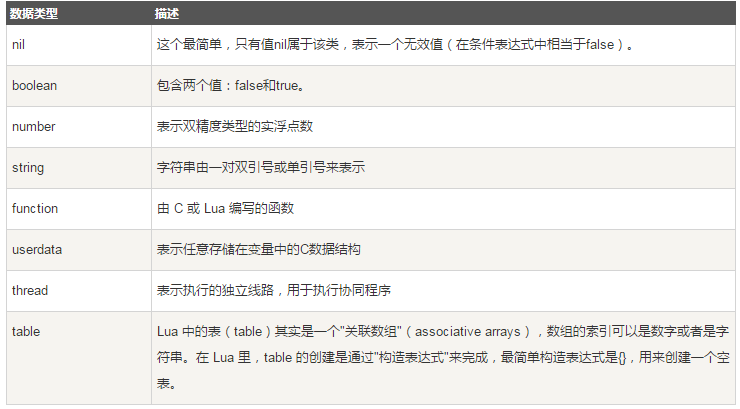 数据类型 描述
nil 这个最简单，只有值nil属于该类，表示一个无效值（在条件表达式中相当于false）。
boolean 包含两个值：false和true。
number 表示双精度类型的实浮点数
string 字符串由一对双引号或单引号来表示
function 由 C 或 Lua 编写的函数
userdata 表示任意存储在变量中的C数据结构
thread 表示执行的独立线路，用于执行协同程序
table Lua 中的表（table）其实是一个"关联数组"（associative arrays），数组的索引可以是数字或者是字
符串。在 Lua 里，table 的创建是通过"构造表达式"来完成，最简单构造表达式是{}，用来创建一个空
表。